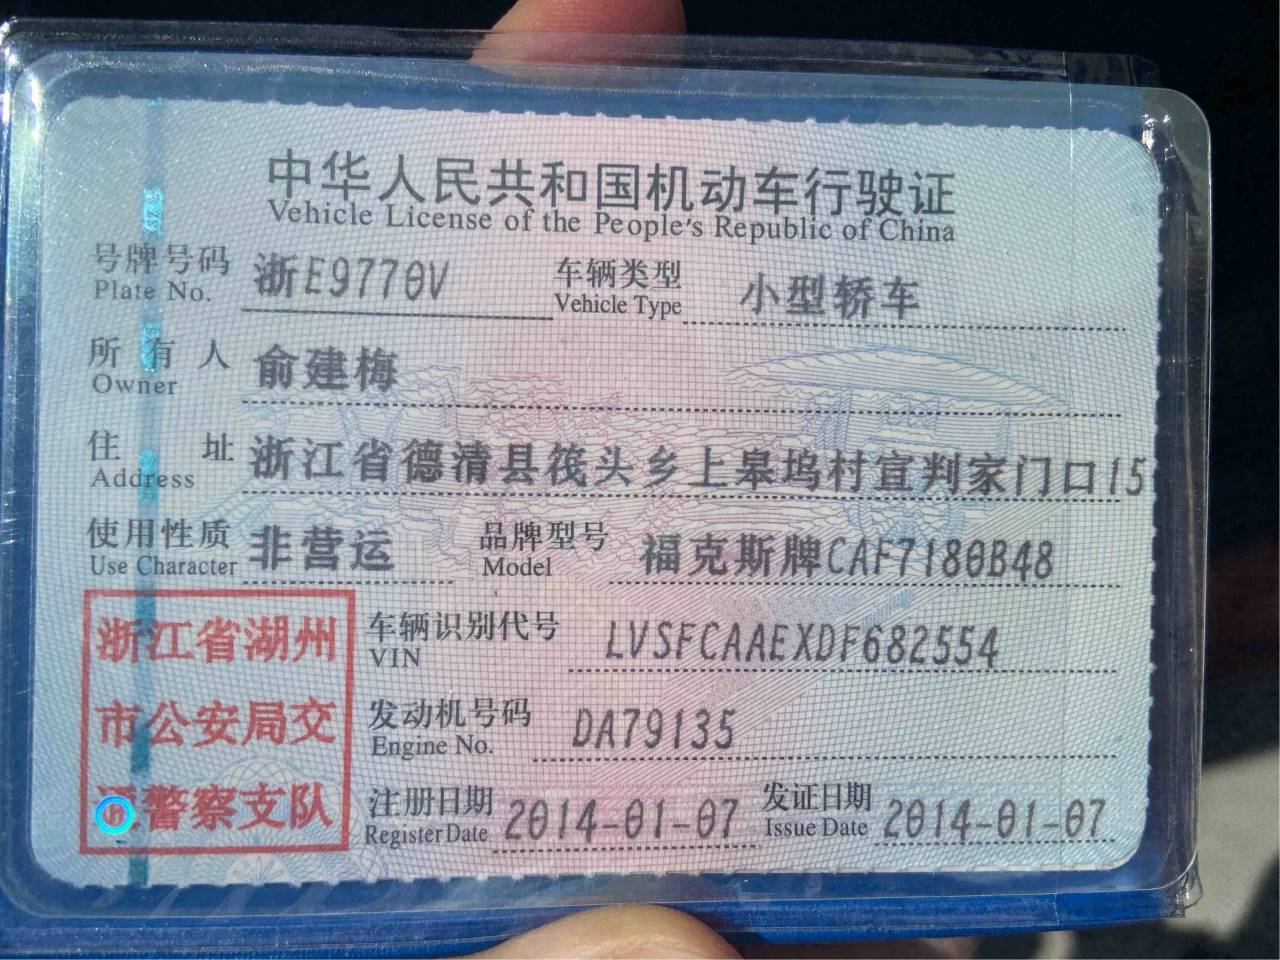 中华人民共和国机动车行驶证
Vehicle License of the People's Republic of China
号牌号码 浙E9770V 车辆类型 小型轿车
Plate No. Vehicle Type
所有人 俞建梅
Owner
住址 浙江省德清县筏头乡上皋坞村宣判家门口15
Address
使用性质 非营运 品牌型号 福克斯牌CAF7180B48
Use Character Model
浙江省湖州
市公安局交
警察支队
车辆识别代号 LVSFCAAEXDF682554
VIN
发动机号码 DA79135
Engine No.
注册日期 2014-01-07 发证日期 2014-01-07
Register Date Issue Date